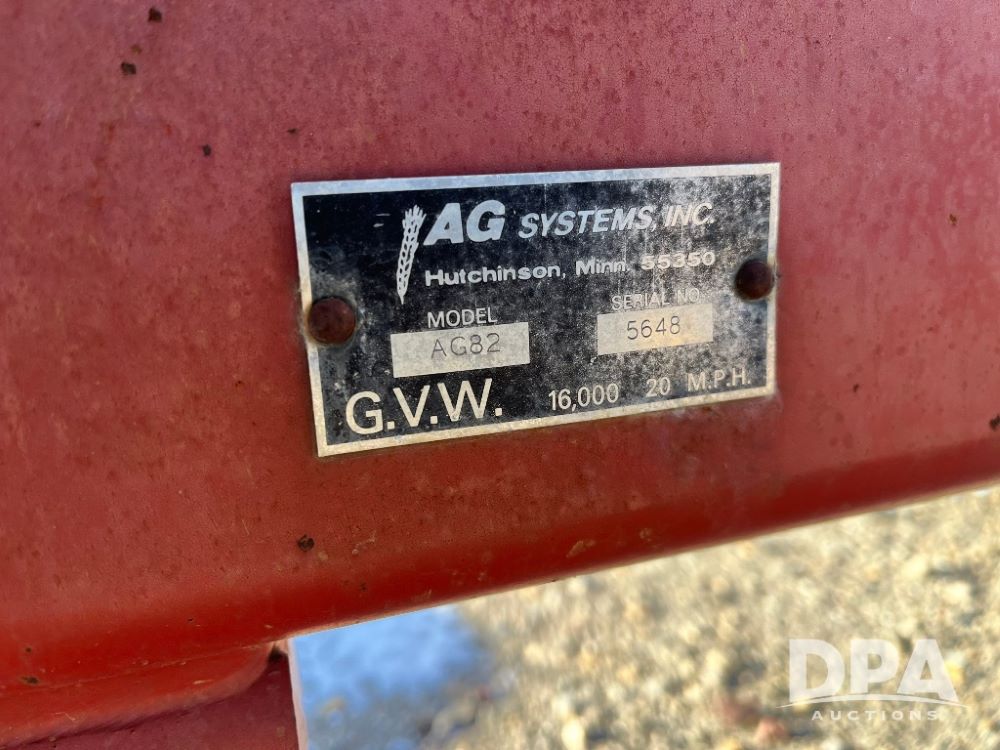 AG SYSTEMS, INC.
Hutchinson, Minn. 55350
MODEL SERIAL NO.
AG82 5648
G.V.W. 16,000 20 M.P.H.
DPA
AUCTIONS